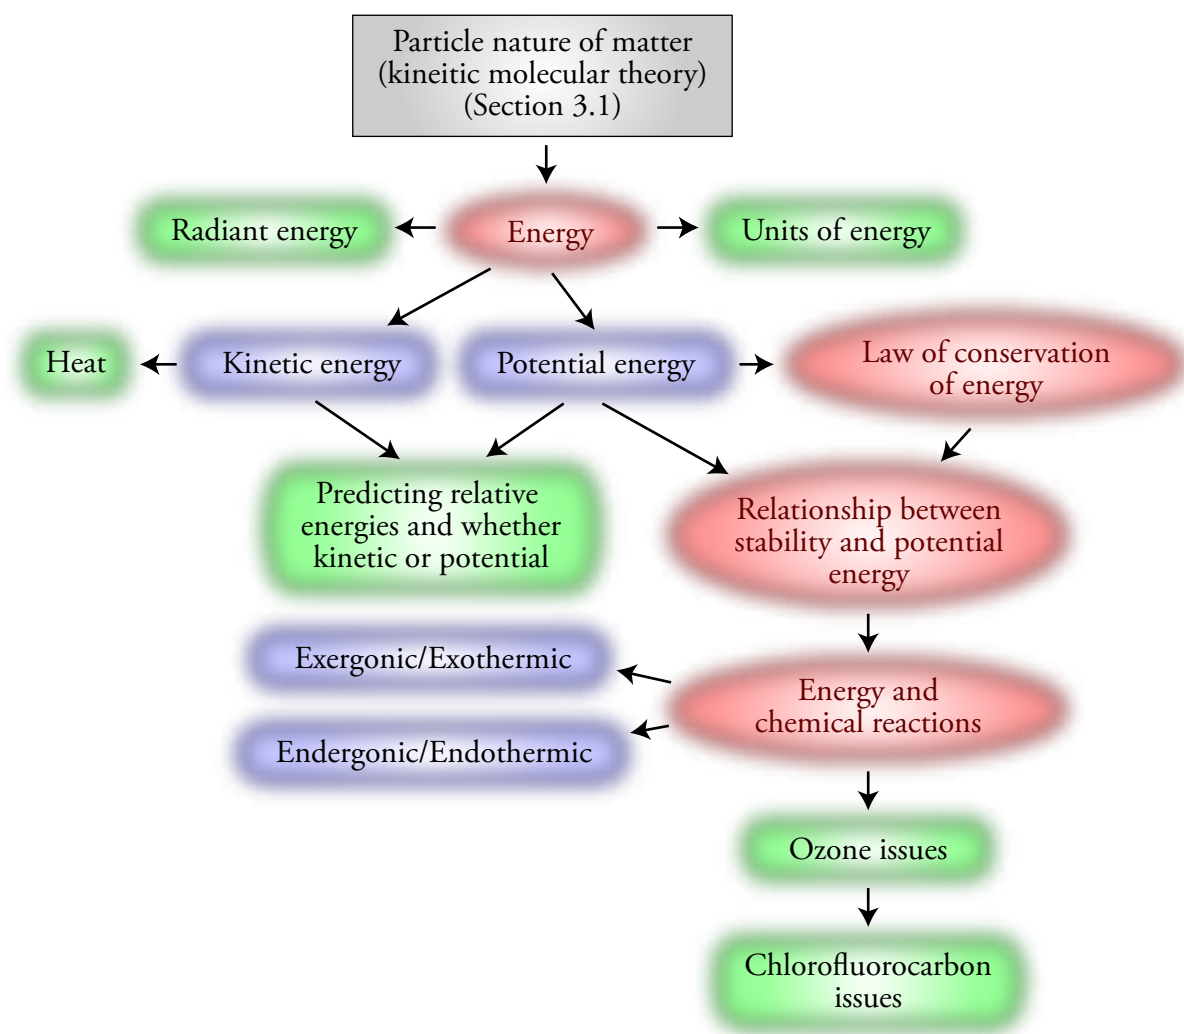 Particle nature of matter
(kineitic molecular theory)
(Section 3.1)
Radiant energy
Energy
Units of energy
Heat
Kinetic energy
Potential energy
Law of conservation
of energy
Predicting relative
energies and whether
kinetic or potential
Relationship between
stability and potential
energy
Exergonic/Exothermic
Endergonic/Endothermic
Energy and
chemical reactions
Ozone issues
Chlorofluorocarbon
issues